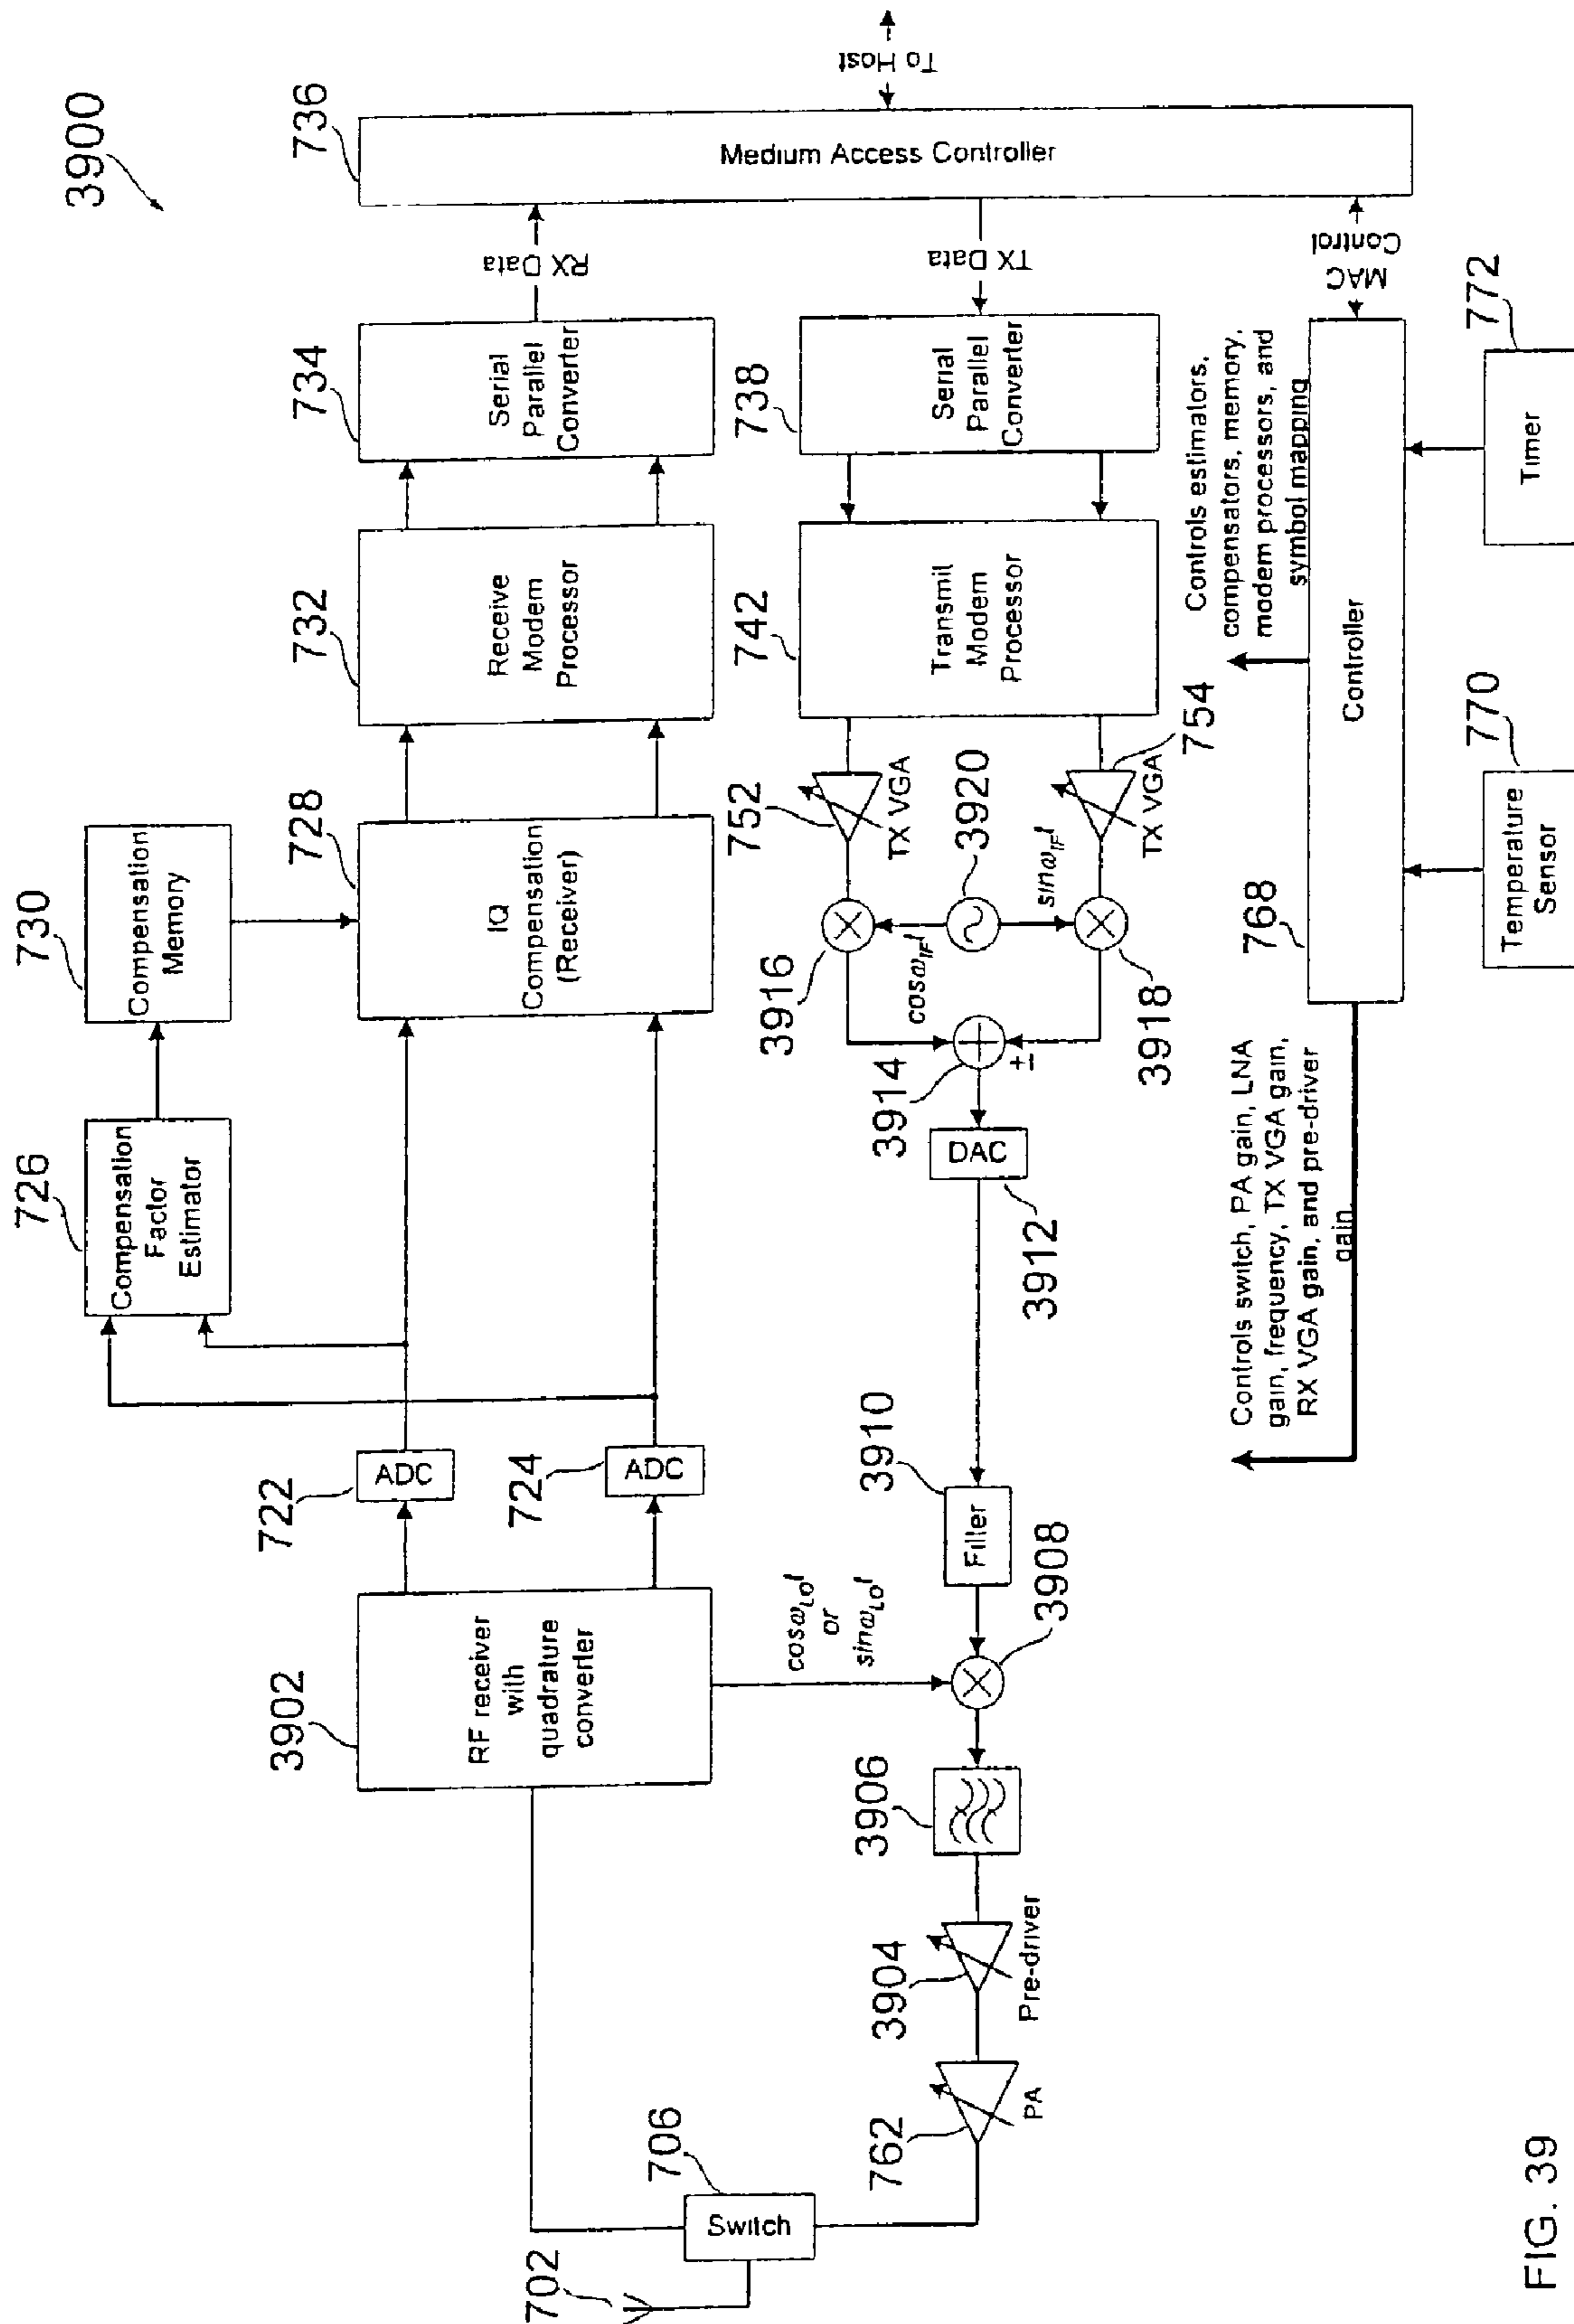 3900
736
Medium Access Controller
To Host
RX Data
TX Data
MAC
Control
734
Serial
Parallel
Converter
738
Serial
Parallel
Converter
732
Receive
Modem
Processor
742
Transmit
Modem
Processor
730
Compensation
Memory
728
IQ
Compensation
(Receiver)
726
Compensation
Factor
Estimator
722
ADC
724
ADC
3902
RF receiver
with
quadrature
converter
cosω_LO t
or
sinω_LO t
752
TX VGA
754
TX VGA
3920
sinω_IF t
cosω_IF t
3916
3918
3914
±
DAC
3912
3910
Filter
3908
3906
3904
Pre-driver
762
PA
706
Switch
702
Controls estimators,
compensators, memory,
modem processors, and
symbol mapping
768
Controller
772
Timer
770
Temperature
Sensor
Controls switch, PA gain, LNA
gain, frequency, TX VGA gain,
RX VGA gain, and pre-driver
gain
FIG. 39